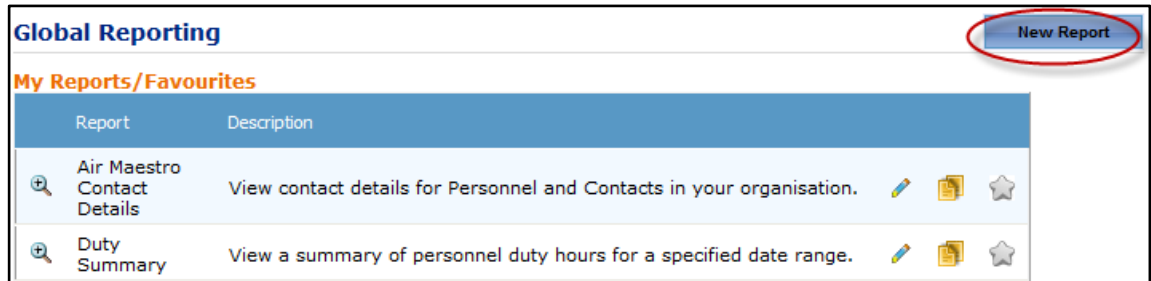 Global Reporting
New Report
My Reports/Favourites
Report Description
Air Maestro
Contact
Details
View contact details for Personnel and Contacts in your organisation.
Duty
Summary
View a summary of personnel duty hours for a specified date range.